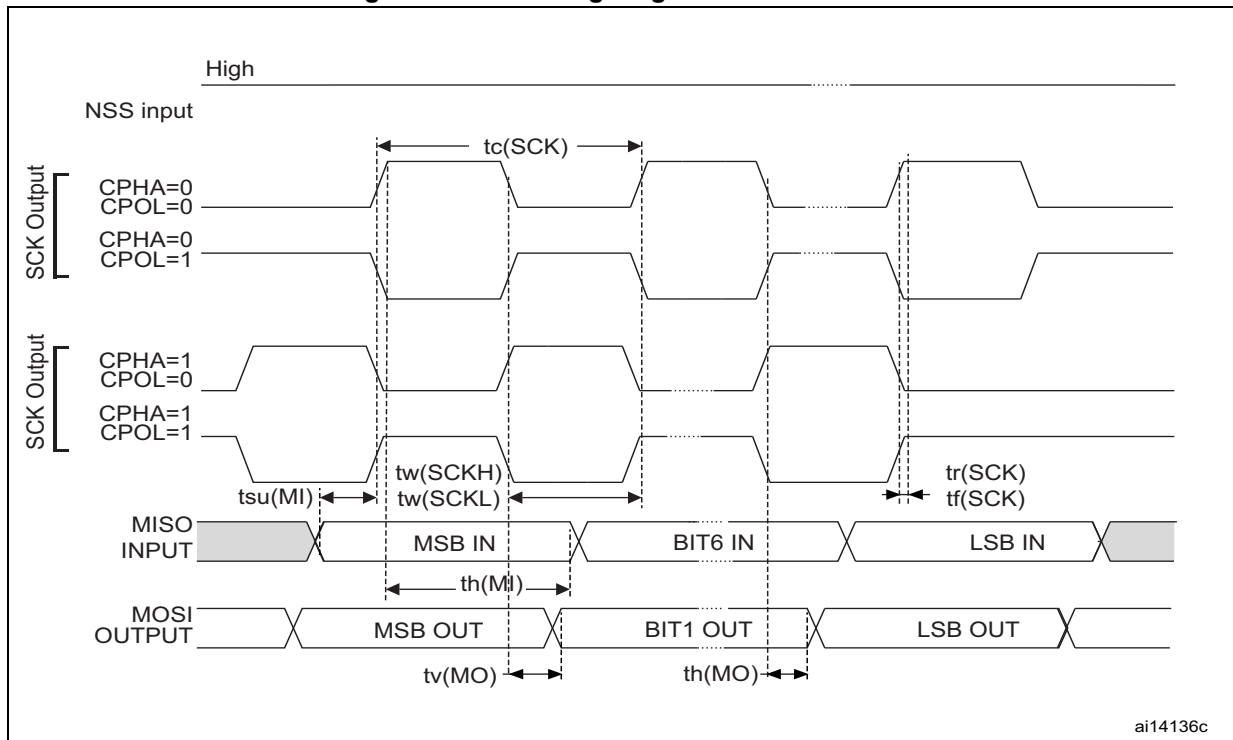 High
NSS input
tc(SCK)
SCK Output
CPHA=0
CPOL=0
CPHA=0
CPOL=1
SCK Output
CPHA=1
CPOL=0
CPHA=1
CPOL=1
tw(SCKH)
tw(SCKL)
tr(SCK)
tf(SCK)
tsu(MI)
MISO
INPUT
MSB IN
BIT6 IN
LSB IN
th(MI)
MOSI
OUTPUT
MSB OUT
BIT1 OUT
LSB OUT
tv(MO)
th(MO)
ai14136c